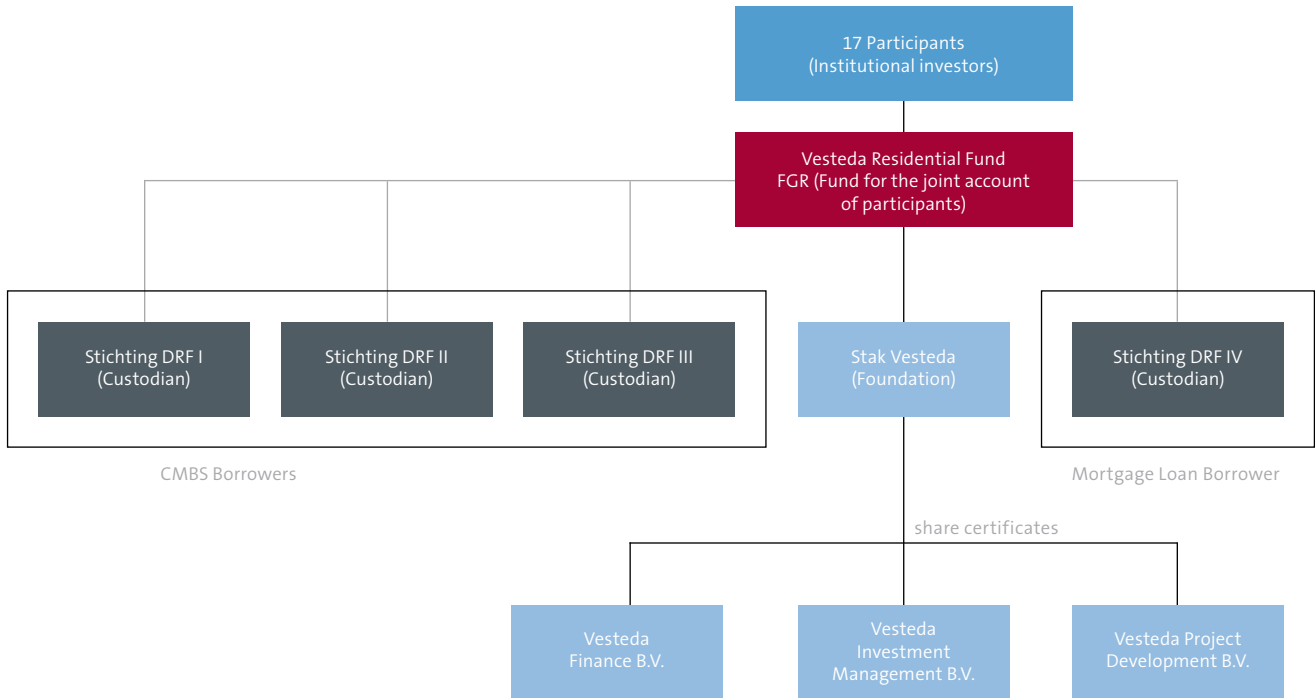 17 Participants
(Institutional investors)
Vesteda Residential Fund
FGR (Fund for the joint account
of participants)
Stichting DRF I
(Custodian)
Stichting DRF II
(Custodian)
Stichting DRF III
(Custodian)
Stak Vesteda
(Foundation)
Stichting DRF IV
(Custodian)
CMBS Borrowers
Mortgage Loan Borrower
share certificates
Vesteda
Finance B.V.
Vesteda
Investment
Management B.V.
Vesteda Project
Development B.V.